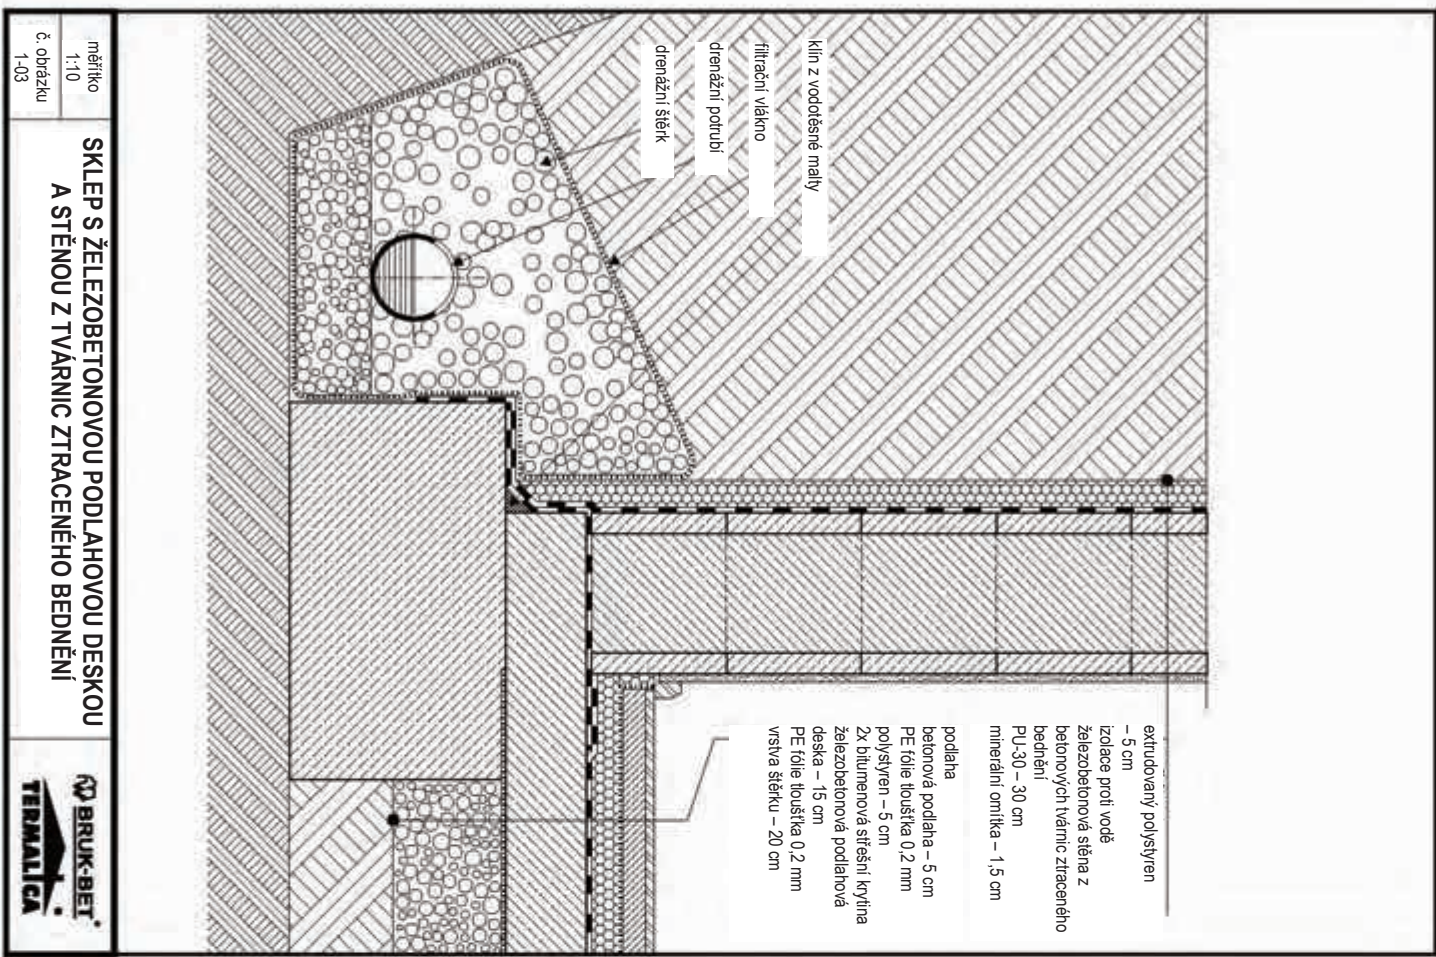 klín z vodotěsné malty
filtrační vlákno
drenážní potrubí
drenážní štěrk
extrudovaný polystyren
– 5 cm
izolace proti vodě
železobetonová stěna z
betonových tvárnic ztraceného
bednění
PU-30 – 30 cm
minerální omítka – 1,5 cm
podlaha
betonová podlaha – 5 cm
PE fólie tloušťka 0,2 mm
polystyren – 5 cm
2x bitumenová střešní krytina
železobetonová podlahová
deska – 15 cm
PE fólie tloušťka 0,2 mm
vrstva štěrku – 20 cm
měřítko
1:10
č. obrázku
1-03
SKLEP S ŽELEZOBETONOVOU PODLAHOVOU DESKOU
A STĚNOU Z TVÁRNIC ZTRACENÉHO BEDNĚNÍ
BRUK-BET
TERMALICA